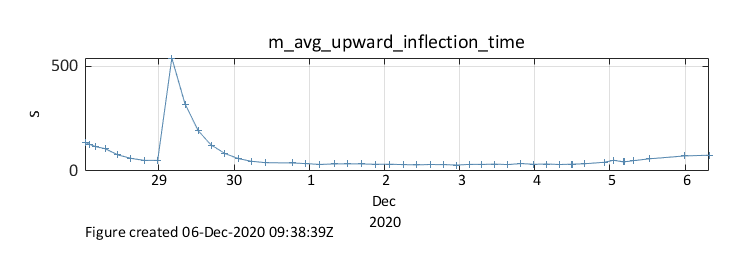 m_avg_upward_inflection_time
500
s
0
29 30 1 2 3 4 5 6
Dec
2020
Figure created 06-Dec-2020 09:38:39Z